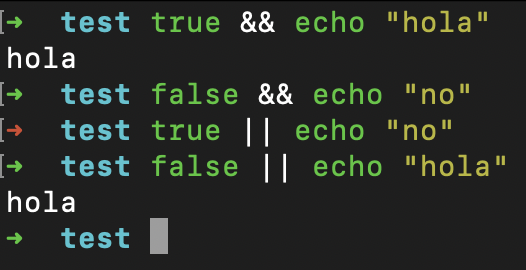 ➜ test true && echo "hola"
hola
➜ test false && echo "no"
➜ test true || echo "no"
➜ test false || echo "hola"
hola
➜ test